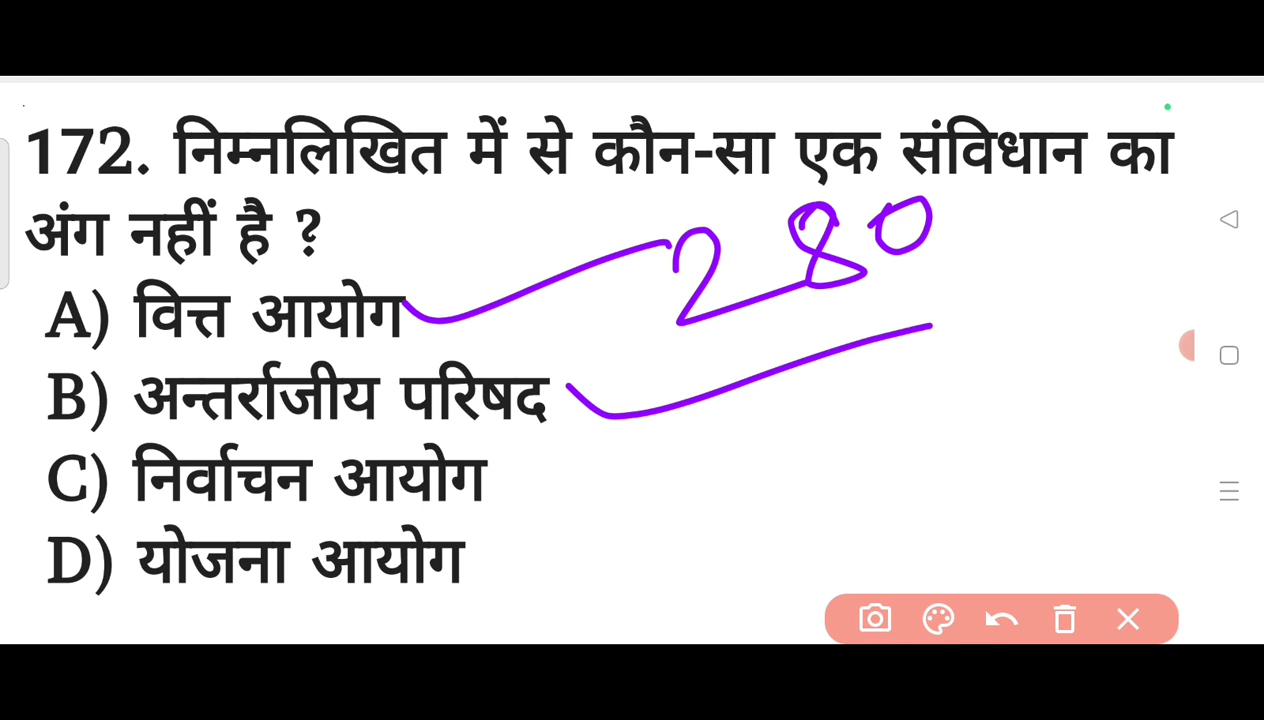 172. निम्नलिखित में से कौन-सा एक संविधान का
अंग नहीं है ?
280
A) वित्त आयोग
B) अन्तर्राजीय परिषद
C) निर्वाचन आयोग
D) योजना आयोग